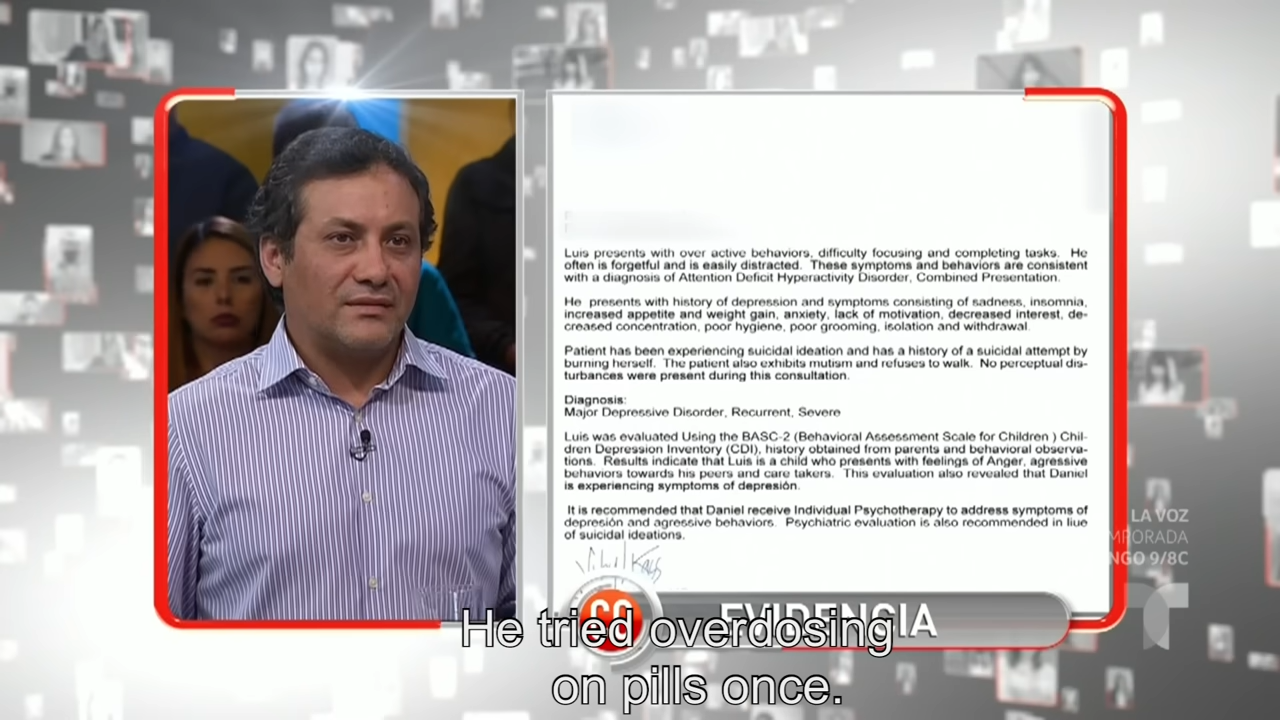 Luis presents with over active behaviors, difficulty focusing and completing tasks. He
often is forgetful and is easily distracted. These symptoms and behaviors are consistent
with a diagnosis of Attention Deficit Hyperactivity Disorder, Combined Presentation.
He presents with history of depression and symptoms consisting of sadness, insomnia,
increased appetite and weight gain, anxiety, lack of motivation, decreased interest, de-
creased concentration, poor hygiene, poor grooming, isolation and withdrawal.
Patient has been experiencing suicidal ideation and has a history of a suicidal attempt by
burning herself. The patient also exhibits mutism and refuses to walk. No perceptual dis-
turbances were present during this consultation.
Diagnosis:
Major Depressive Disorder, Recurrent, Severe
Luis was evaluated Using the BASC-2 (Behavioral Assessment Scale for Children ) Chil-
dren Depression Inventory (CDI), history obtained from parents and behavioral observa-
tions. Results indicate that Luis is a child who presents with feelings of Anger, agressive
behaviors towards his peers and care takers. This evaluation also revealed that Daniel
is experiencing symptoms of depresión.
It is recommended that Daniel receive Individual Psychotherapy to address symptoms of
depresión and agressive behaviors. Psychiatric evaluation is also recommended in liue
of suicidal ideations.
LA VOZ
MPORADA
NGO 9/8C
CC EVIDENCIA
He tried overdosing
on pills once.